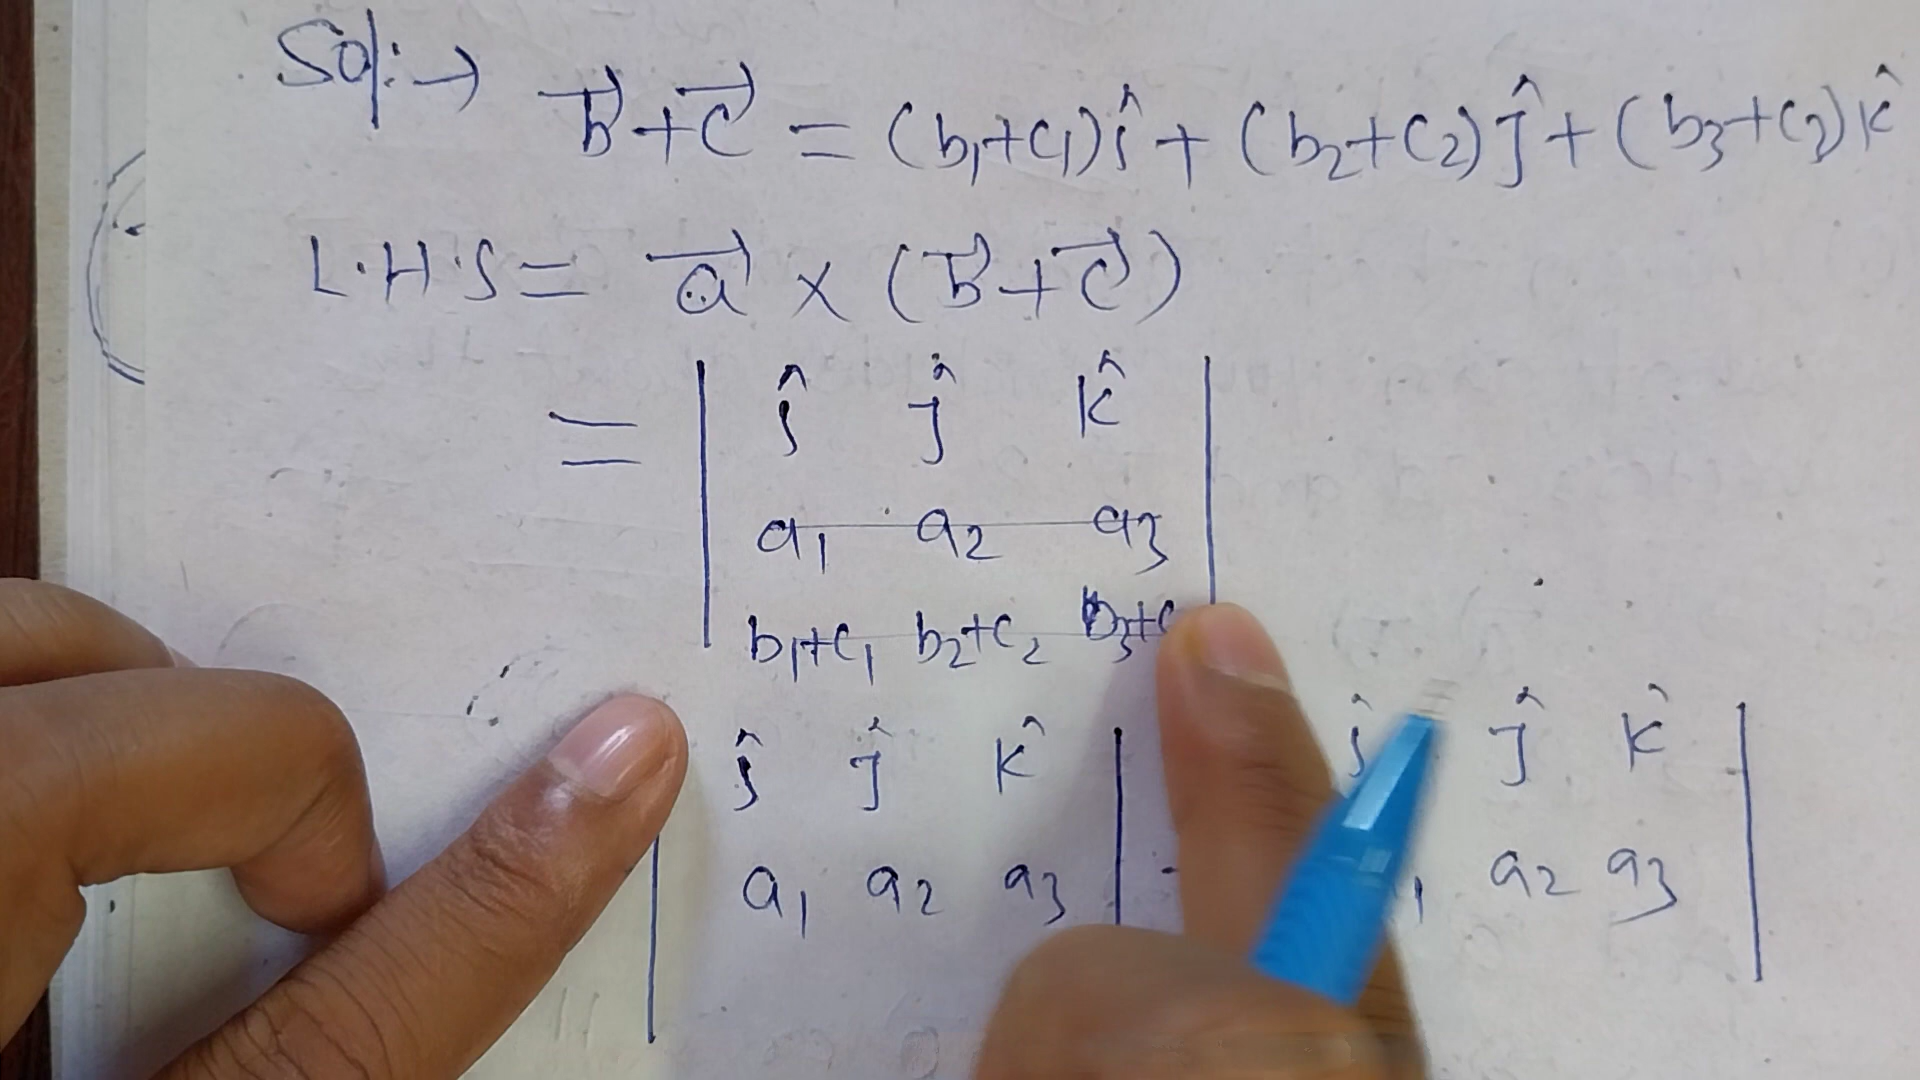 Sol:→ b⃗+c⃗ = (b₁+c₁)î + (b₂+c₂)ĵ + (b₃+c₃)k̂
L.H.S = a⃗ × (b⃗+c⃗)
= | î ĵ k̂ |
a₁ a₂ a₃
b₁+c₁ b₂+c₂ b₃+c
| î ĵ k̂ | î ĵ k̂ |
a₁ a₂ a₃ ₁ a₂ a₃